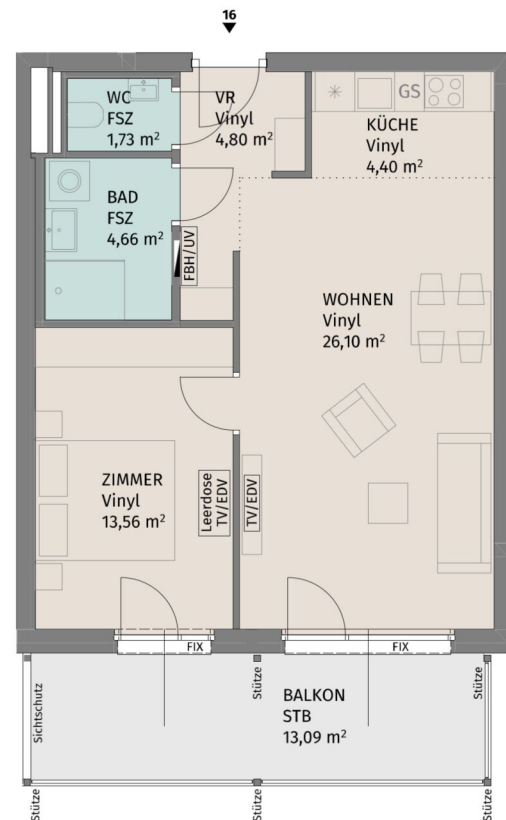 16
WC
FSZ
1,73 m²
VR
Vinyl
4,80 m²
GS
KÜCHE
Vinyl
4,40 m²
BAD
FSZ
4,66 m²
FBH/UV
WOHNEN
Vinyl
26,10 m²
ZIMMER
Vinyl
13,56 m²
Leerdose
TV/EDV
TV/EDV
FIX
FIX
Sichtschutz
Stütze
Stütze
BALKON
STB
13,09 m²
Stütze
Stütze
Stütze